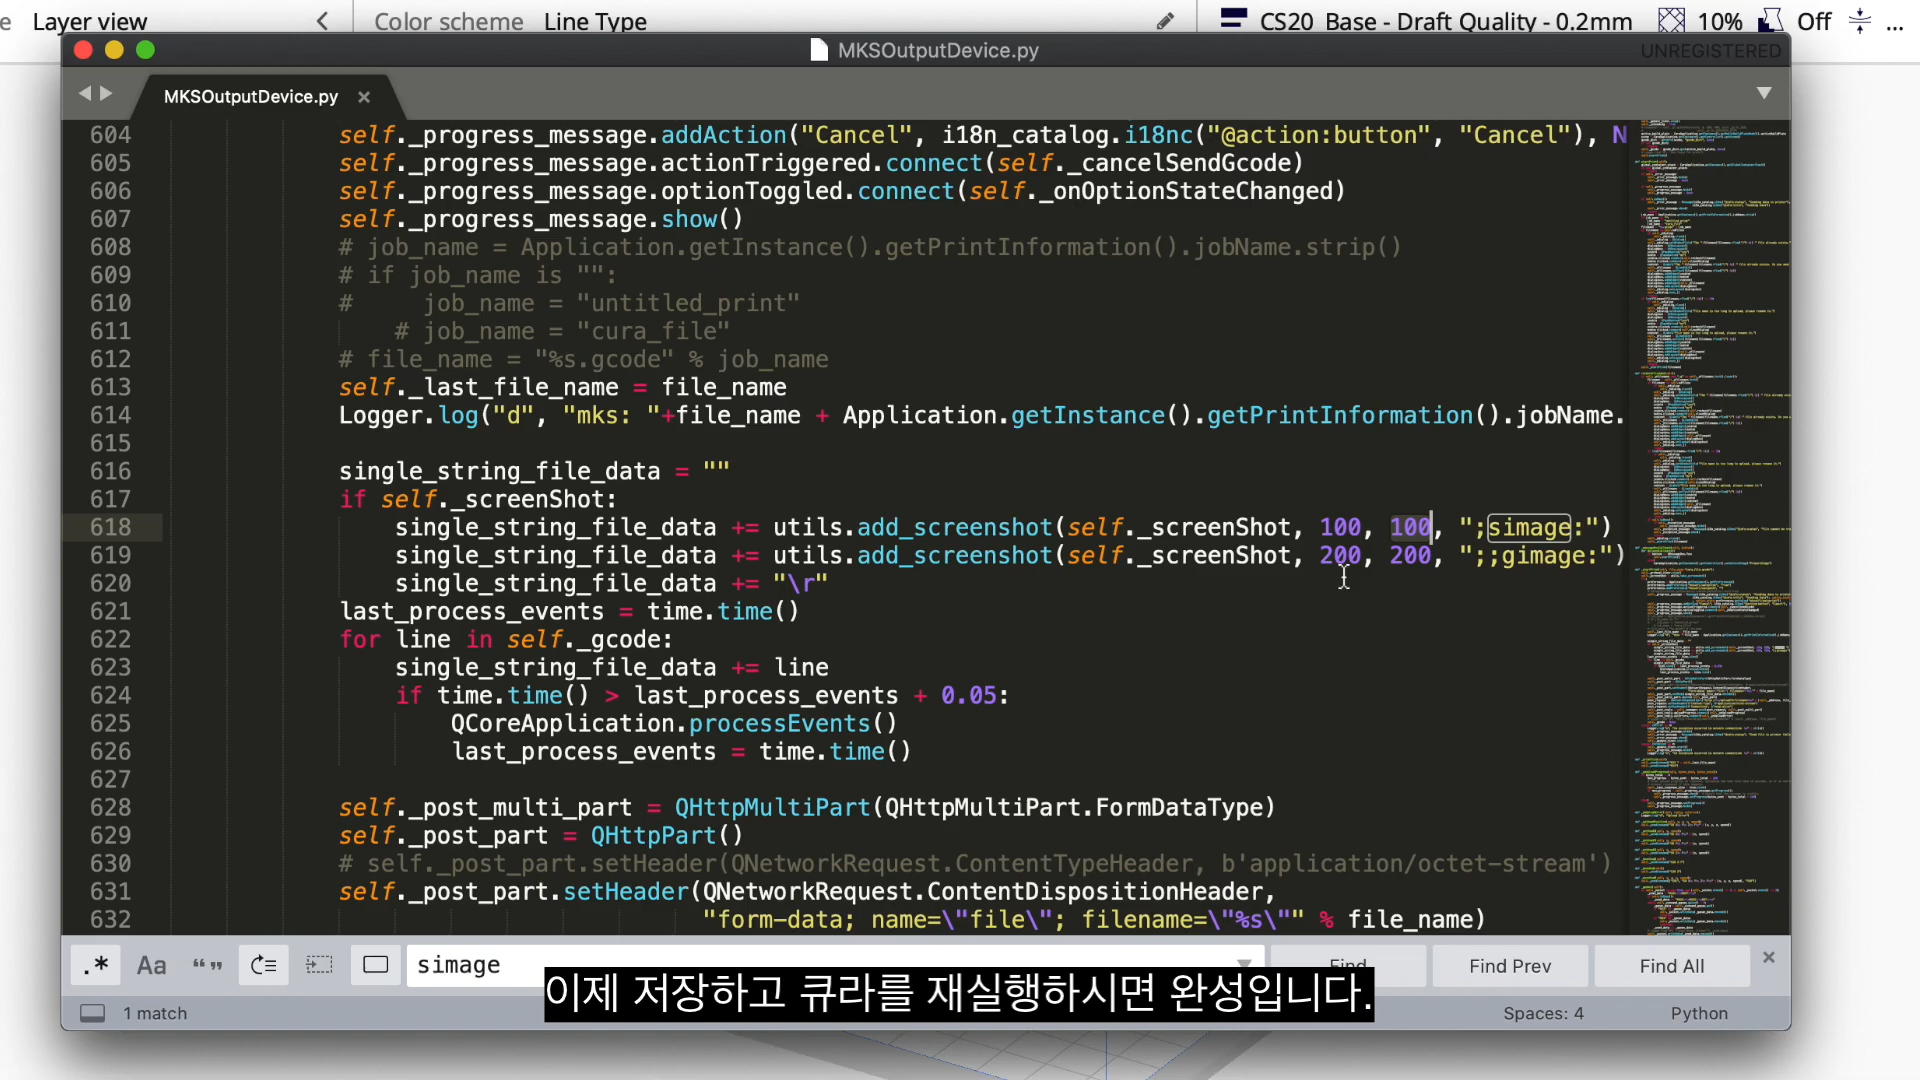 e Layer view < Color scheme Line Type CS20 Base - Draft Quality - 0.2mm 10% Off ...
MKSOutputDevice.py UNREGISTERED
MKSOutputDevice.py ×
604 self._progress_message.addAction("Cancel", i18n_catalog.i18nc("@action:button", "Cancel"), N
605 self._progress_message.actionTriggered.connect(self._cancelSendGcode)
606 self._progress_message.optionToggled.connect(self._onOptionStateChanged)
607 self._progress_message.show()
608 # job_name = Application.getInstance().getPrintInformation().jobName.strip()
609 # if job_name is "":
610 #     job_name = "untitled_print"
611     # job_name = "cura_file"
612 # file_name = "%s.gcode" % job_name
613 self._last_file_name = file_name
614 Logger.log("d", "mks: "+file_name + Application.getInstance().getPrintInformation().jobName.
615
616 single_string_file_data = ""
617 if self._screenShot:
618     single_string_file_data += utils.add_screenshot(self._screenShot, 100, 100, ";simage:")
619     single_string_file_data += utils.add_screenshot(self._screenShot, 200, 200, ";;gimage:")
620     single_string_file_data += "\r"
621 last_process_events = time.time()
622 for line in self._gcode:
623     single_string_file_data += line
624     if time.time() > last_process_events + 0.05:
625         QCoreApplication.processEvents()
626         last_process_events = time.time()
627
628 self._post_multi_part = QHttpMultiPart(QHttpMultiPart.FormDataType)
629 self._post_part = QHttpPart()
630 # self._post_part.setHeader(QNetworkRequest.ContentTypeHeader, b'application/octet-stream')
631 self._post_part.setHeader(QNetworkRequest.ContentDispositionHeader,
632                           "form-data; name=\"file\"; filename=\"%s\"" % file_name)
.* Aa “” simage Find Find Prev Find All ×
이제 저장하고 큐라를 재실행하시면 완성입니다.
1 match Spaces: 4 Python